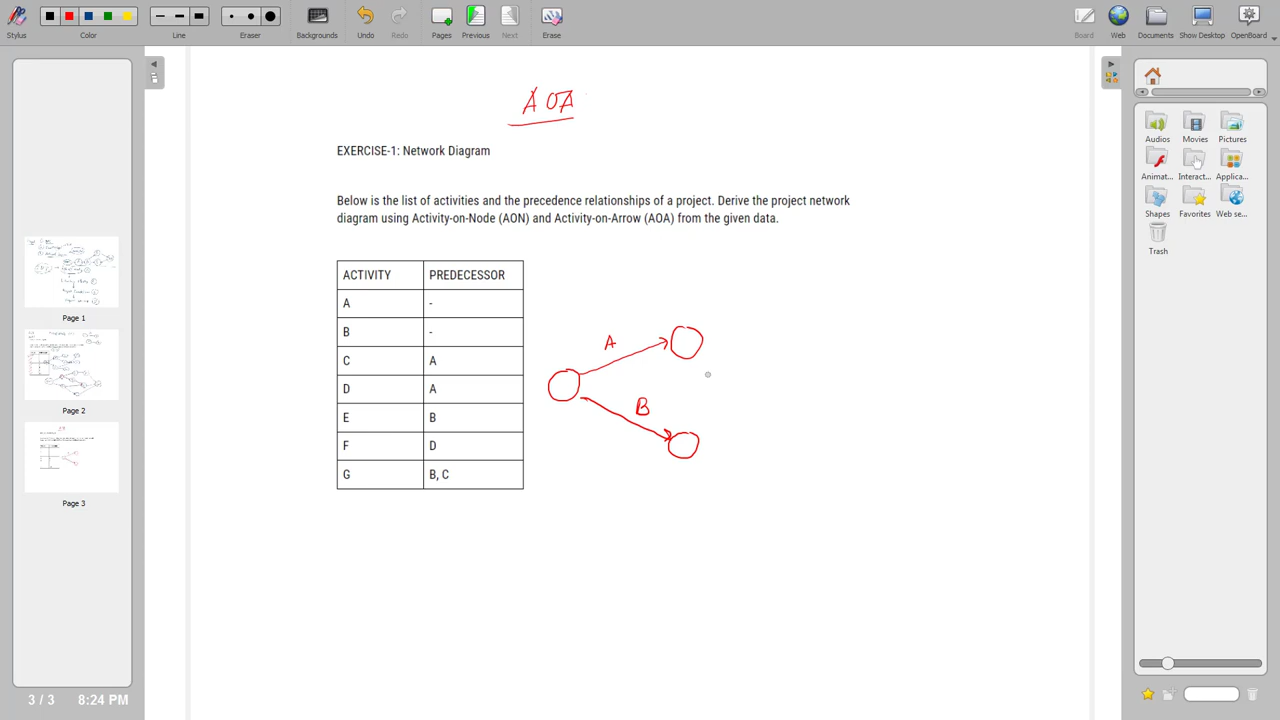 Stylus
Color
Line
Eraser
Backgrounds
Undo
Redo
Pages
Previous
Next
Erase
Board
Web
Documents
Show Desktop
OpenBoard
AOA
EXERCISE-1: Network Diagram
Below is the list of activities and the precedence relationships of a project. Derive the project network
diagram using Activity-on-Node (AON) and Activity-on-Arrow (AOA) from the given data.
ACTIVITY PREDECESSOR
A -
B -
C A
D A
E B
F D
G B, C
A
B
Page 1
Page 2
Page 3
3 / 3 8:24 PM
Audios Movies Pictures
Animat... Interac... Applica...
Shapes Favorites Web se...
Trash